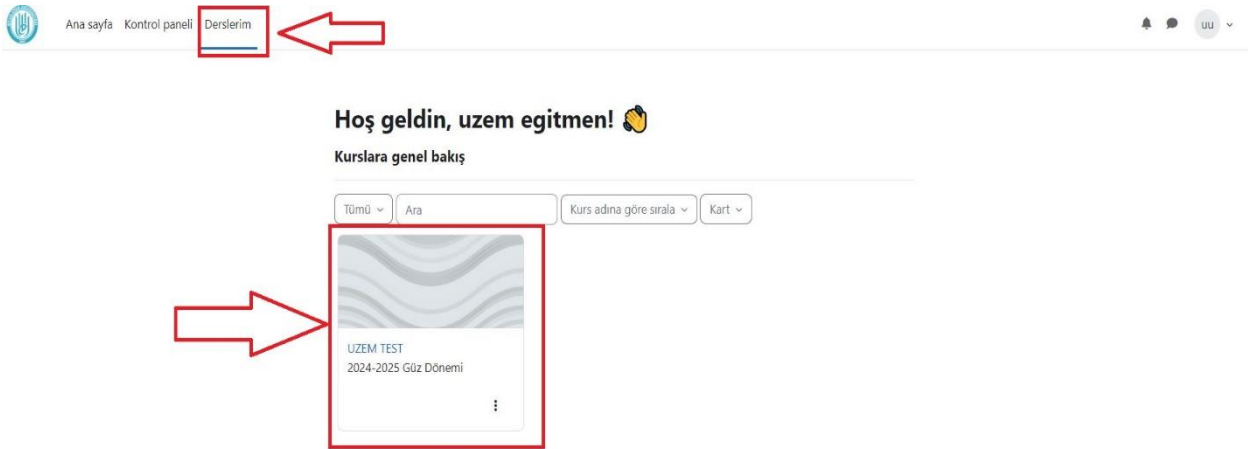 Ana sayfa Kontrol paneli Derslerim
uu
Hoş geldin, uzem egitmen! 👏
Kurslara genel bakış
Tümü Ara Kurs adına göre sırala Kart
UZEM TEST
2024-2025 Güz Dönemi